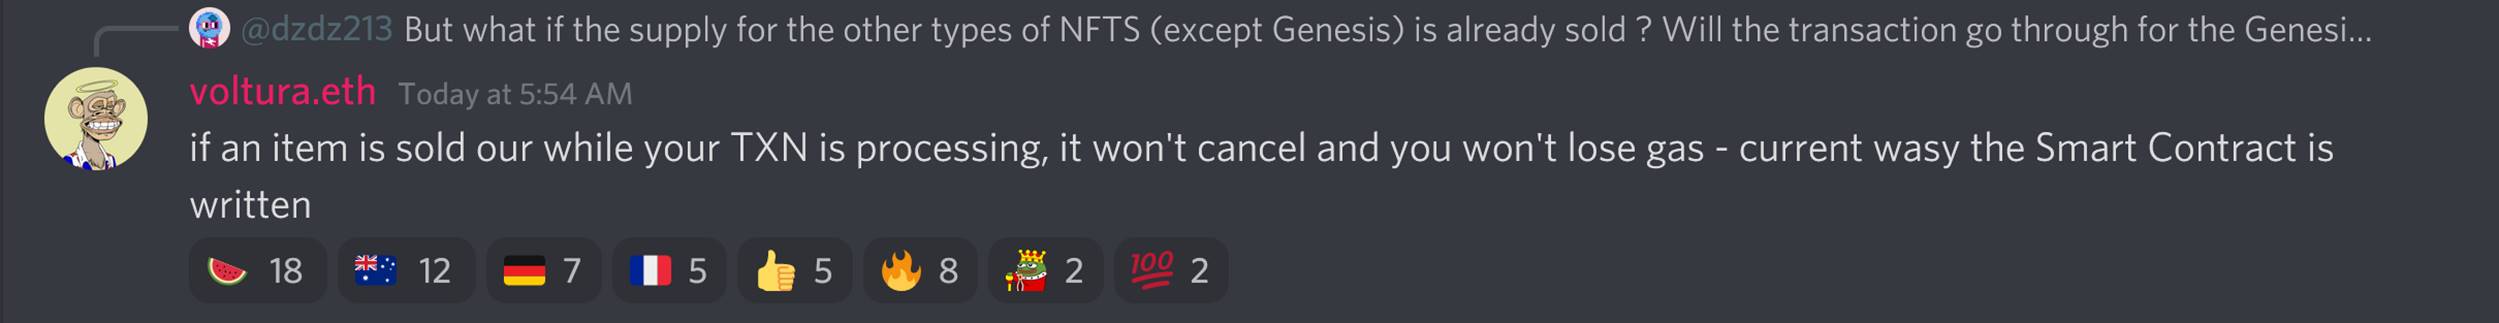 @dzdz213 But what if the supply for the other types of NFTS (except Genesis) is already sold ? Will the transaction go through for the Genesi...
voltura.eth Today at 5:54 AM
if an item is sold our while your TXN is processing, it won't cancel and you won't lose gas - current wasy the Smart Contract is
written
18 12 7 5 5 8 2 100 2